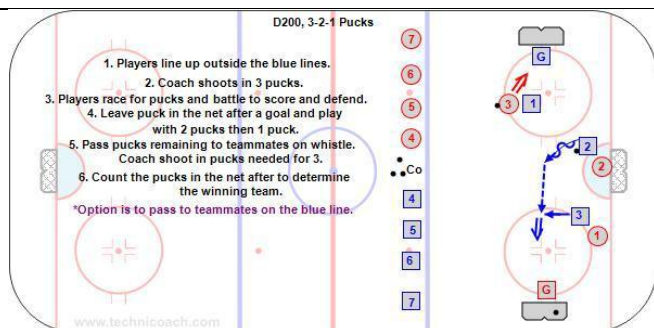 D200, 3-2-1 Pucks
1. Players line up outside the blue lines.
2. Coach shoots in 3 pucks.
3. Players race for pucks and battle to score and defend.
4. Leave puck in the net after a goal and play
with 2 pucks then 1 puck.
5. Pass pucks remaining to teammates on whistle.
Coach shoot in pucks needed for 3.
6. Count the pucks in the net after to determine
the winning team.
*Option is to pass to teammates on the blue line.
7
6
5
4
Co
4
5
6
7
G
3
1
2
2
3
1
G
www.technicoach.com